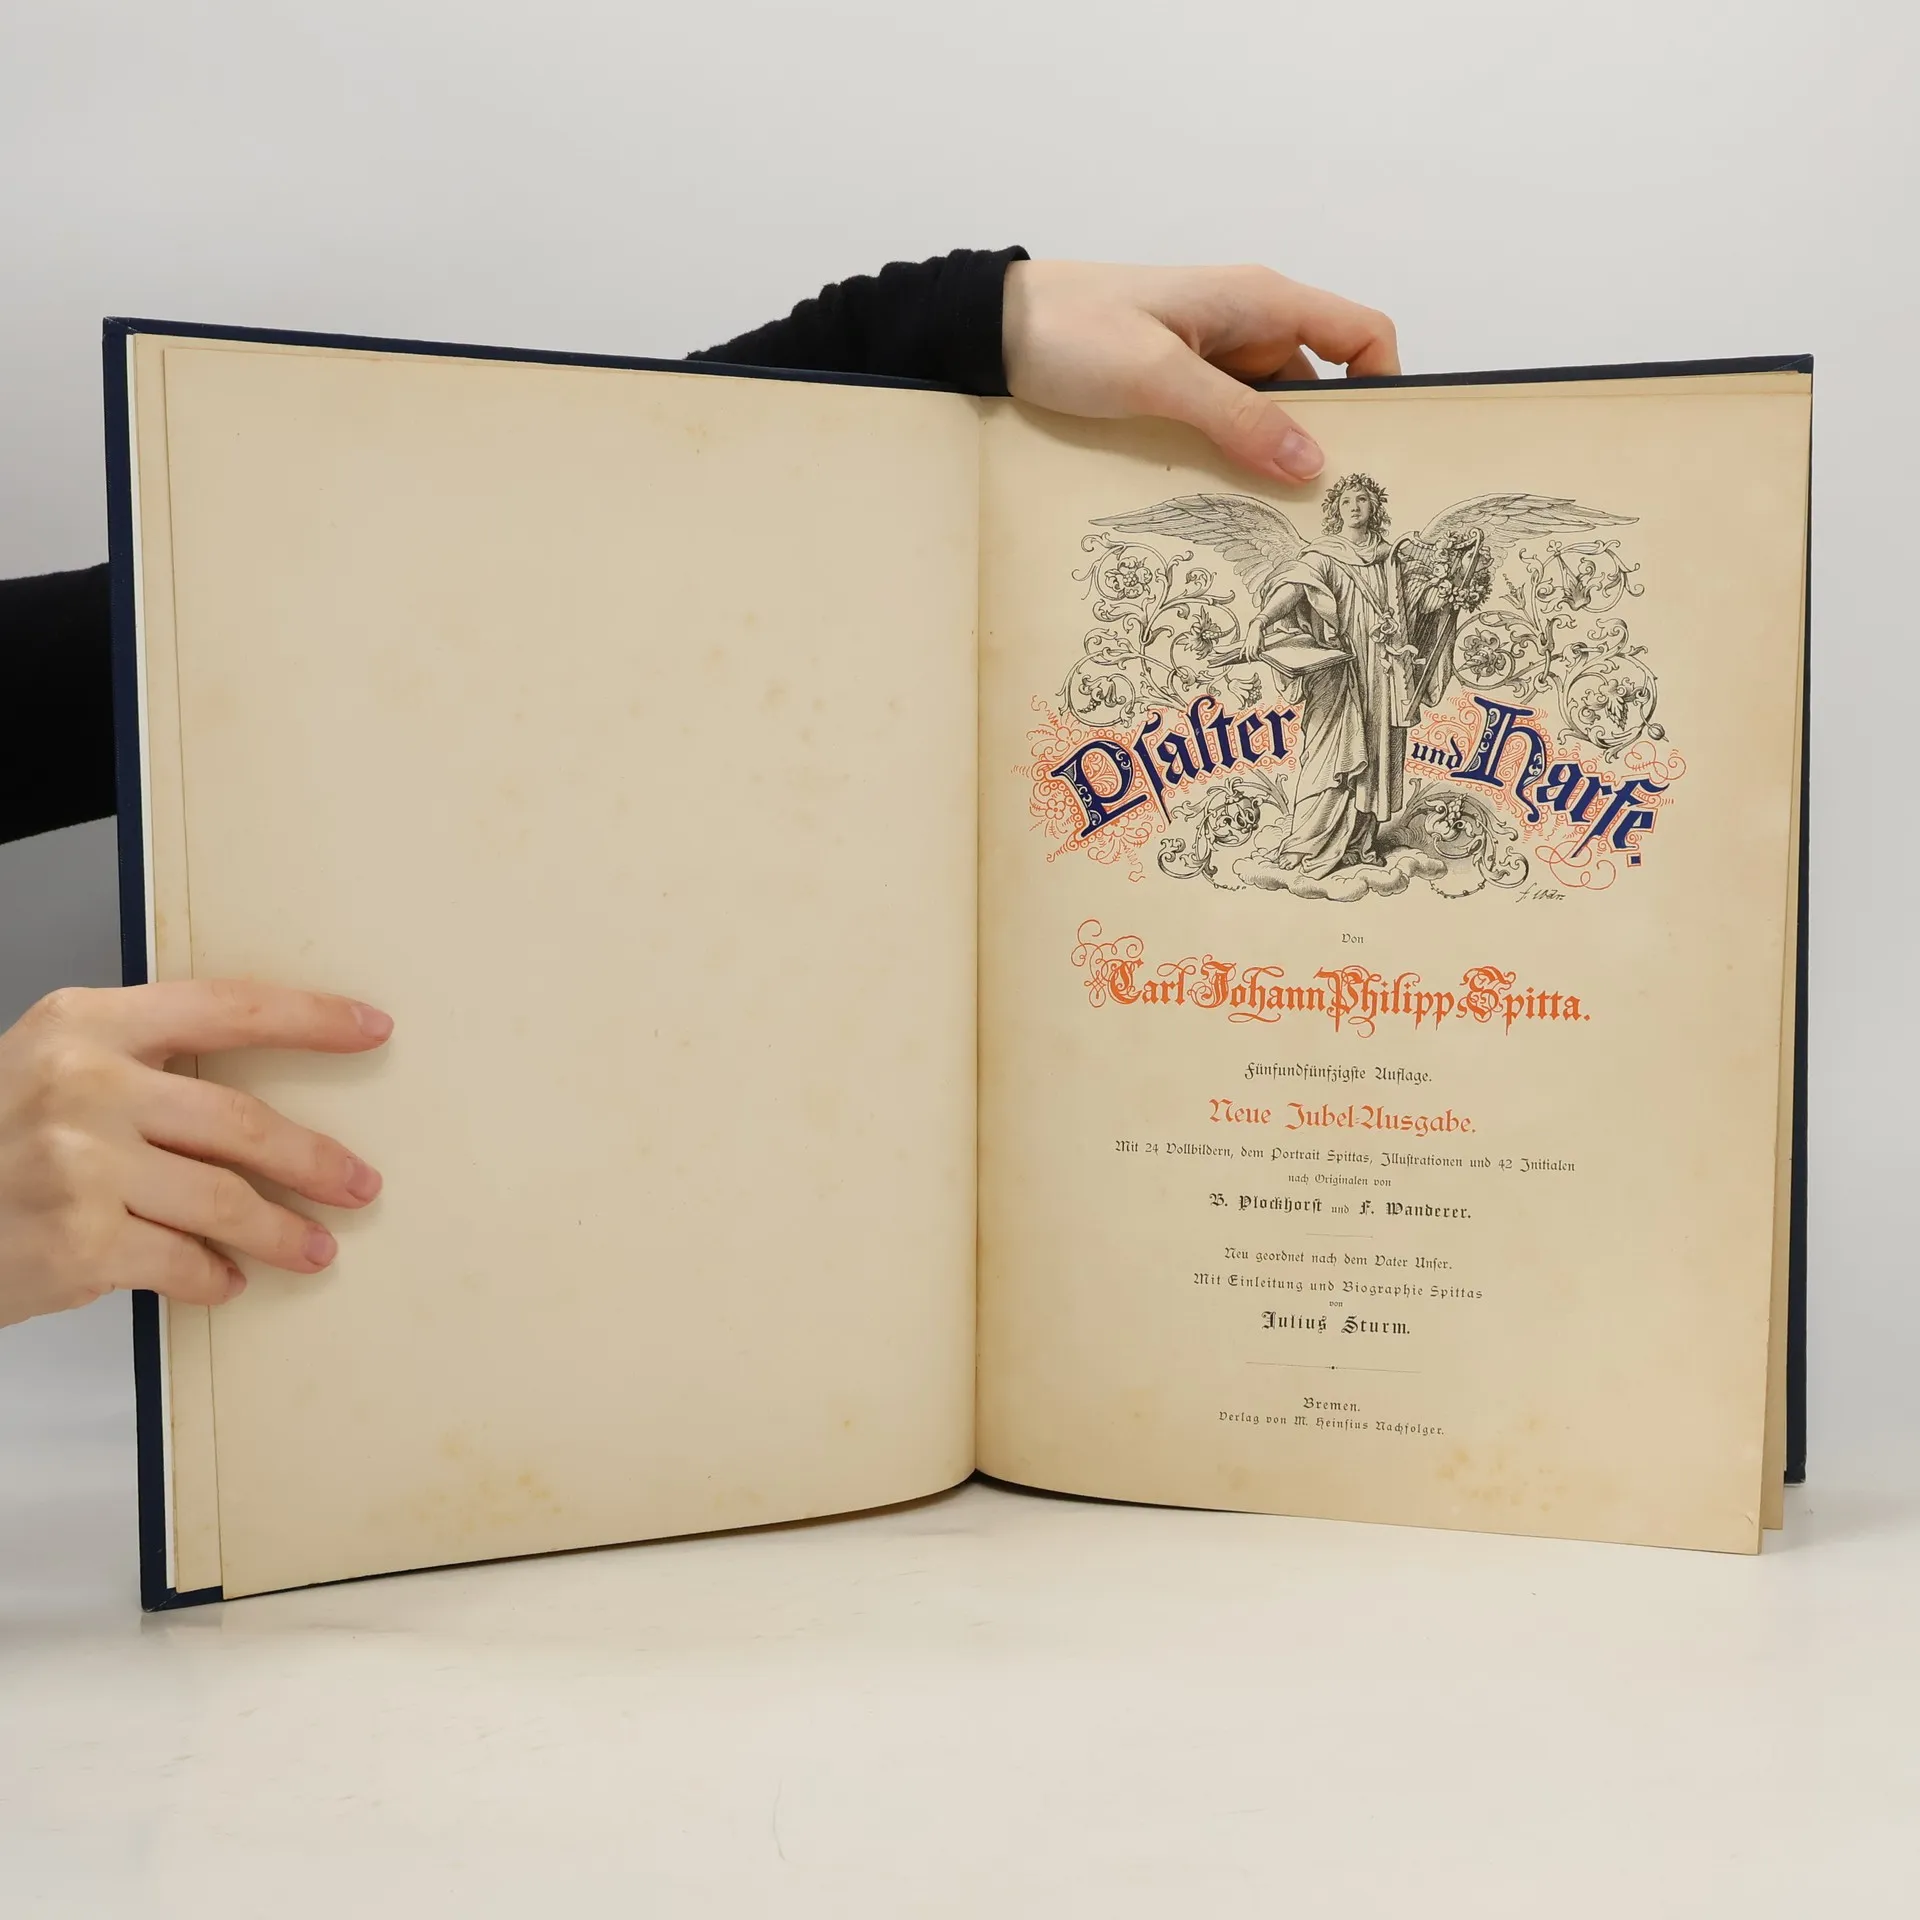 Psalter und Harfe.
f. Wan
Von
Carl Johann Philipp Spitta.
Fünfundfünfzigste Auflage.
Neue Jubel-Ausgabe.
Mit 24 Vollbildern, dem Portrait Spittas, Illustrationen und 42 Initialen
nach Originalen von
B. Plockhorst und F. Wanderer.
Neu geordnet nach dem Vater Unser.
Mit Einleitung und Biographie Spittas
von
Julius Sturm.
Bremen.
Verlag von M. Heinsius Nachfolger.